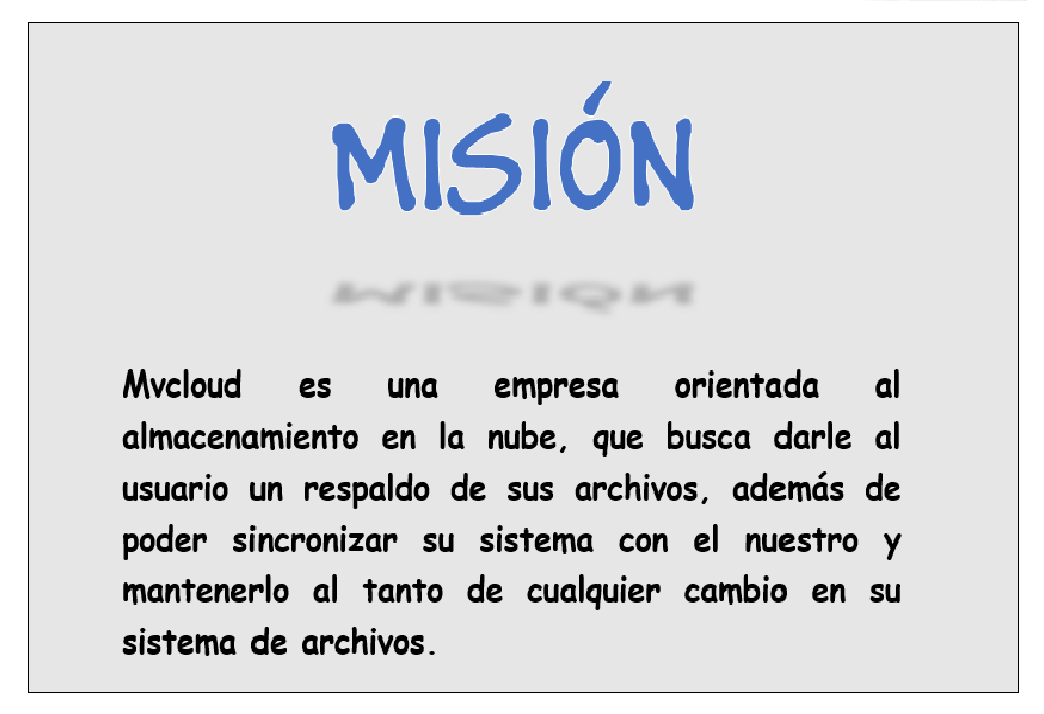 MISIÓN
Mvcloud es una empresa orientada al
almacenamiento en la nube, que busca darle al
usuario un respaldo de sus archivos, además de
poder sincronizar su sistema con el nuestro y
mantenerlo al tanto de cualquier cambio en su
sistema de archivos.